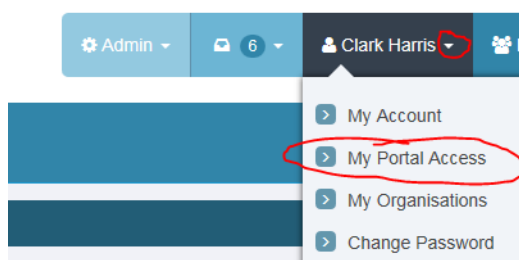 Admin 6 Clark Harris
My Account
My Portal Access
My Organisations
Change Password